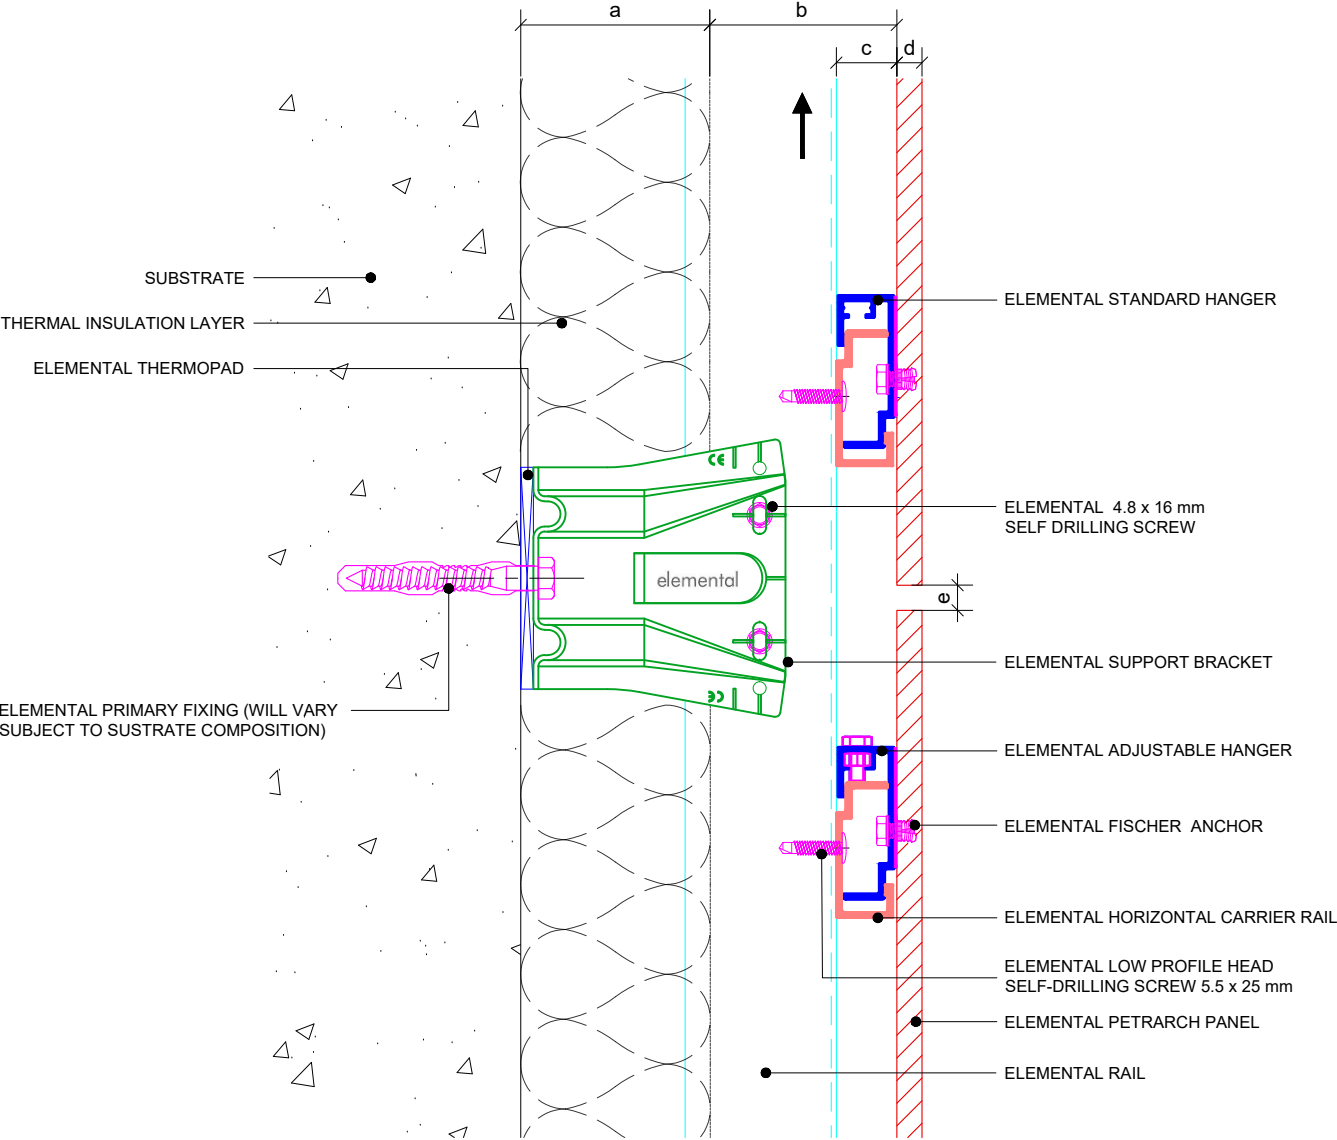 a
b
c
d
SUBSTRATE
THERMAL INSULATION LAYER
ELEMENTAL THERMOPAD
ELEMENTAL STANDARD HANGER
CE
ELEMENTAL 4.8 x 16 mm
SELF DRILLING SCREW
elemental
e
ELEMENTAL SUPPORT BRACKET
CE
ELEMENTAL PRIMARY FIXING (WILL VARY
SUBJECT TO SUSTRATE COMPOSITION)
ELEMENTAL ADJUSTABLE HANGER
ELEMENTAL FISCHER ANCHOR
ELEMENTAL HORIZONTAL CARRIER RAIL
ELEMENTAL LOW PROFILE HEAD
SELF-DRILLING SCREW 5.5 x 25 mm
ELEMENTAL PETRARCH PANEL
ELEMENTAL RAIL